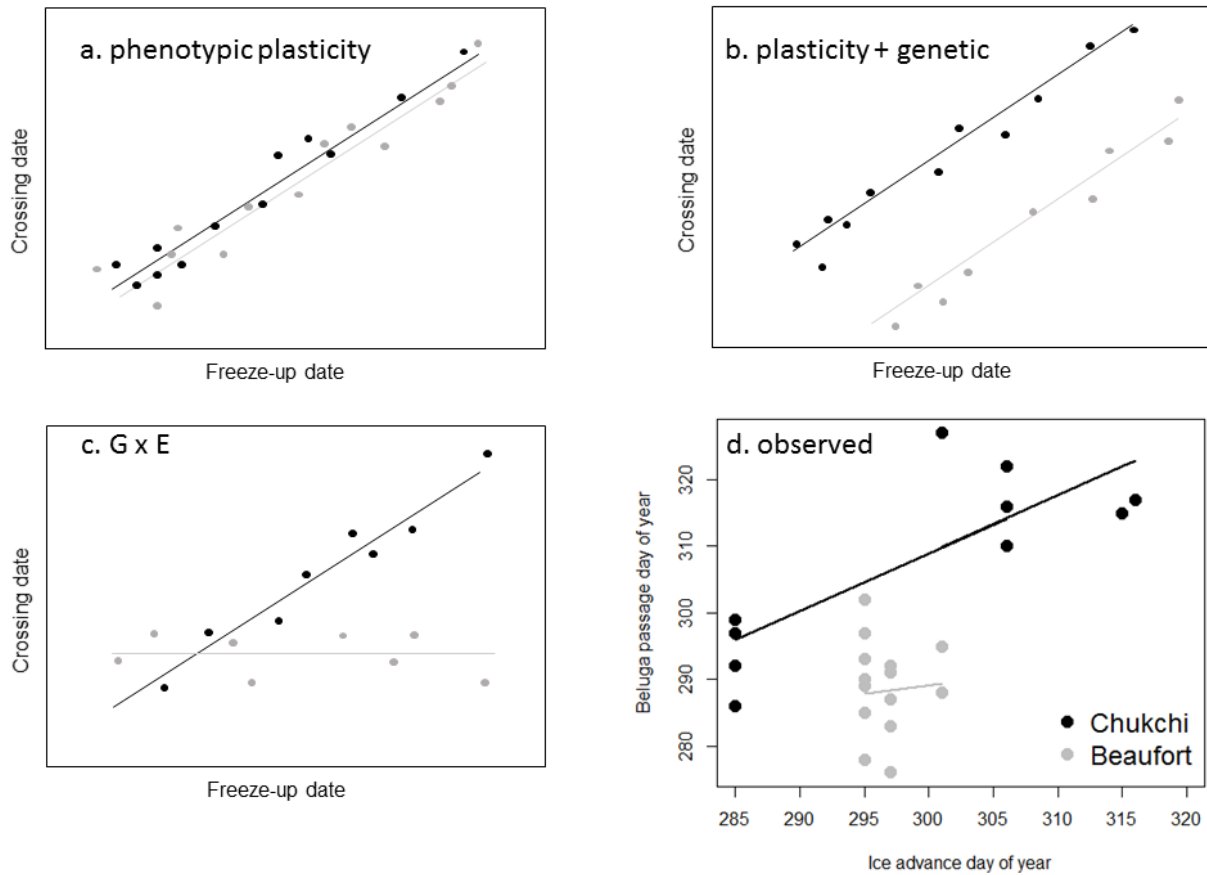 a. phenotypic plasticity
Crossing date
Freeze-up date
b. plasticity + genetic
Crossing date
Freeze-up date
c. G x E
Crossing date
Freeze-up date
d. observed
Beluga passage day of year
320
310
300
290
280
Chukchi
Beaufort
285 290 295 300 305 310 315 320
Ice advance day of year